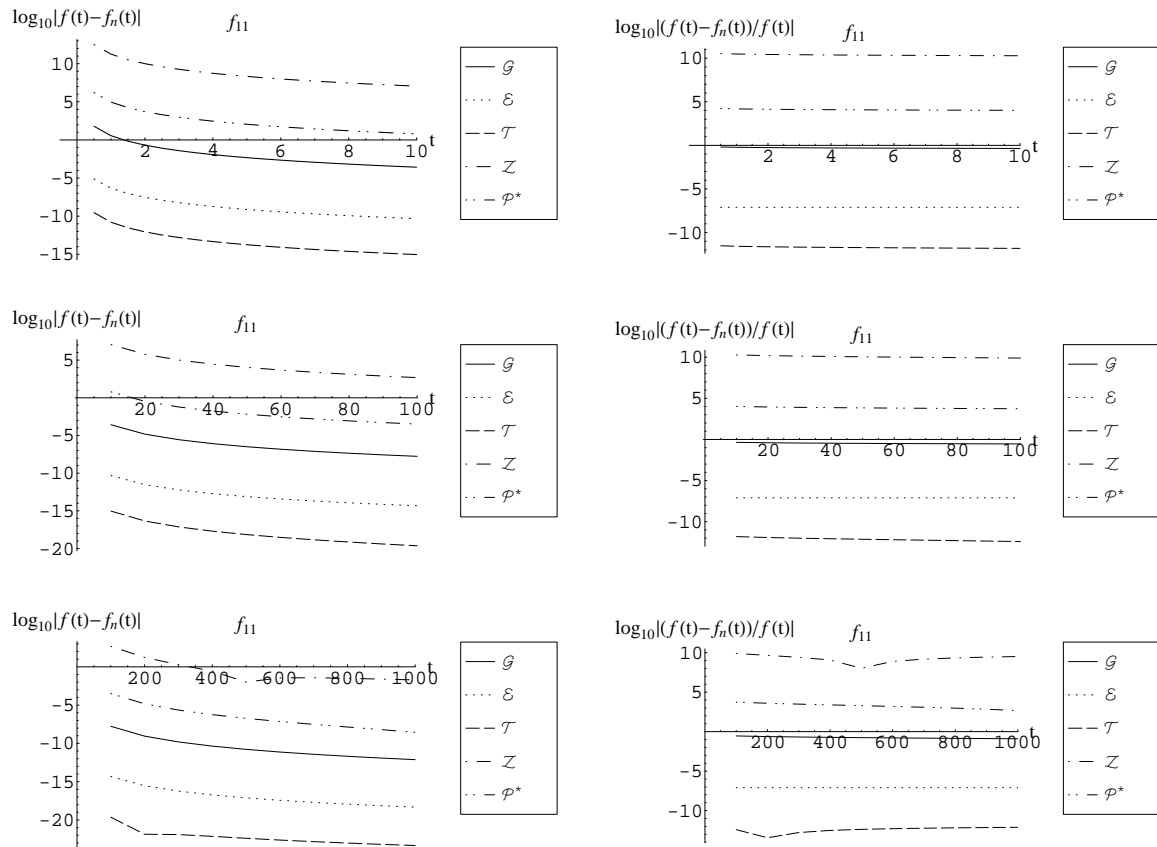 log₁₀|f(t)−fₙ(t)|
f₁₁
10
5
−5
−10
−15
2 4 6 8 10
t
𝒢
ℰ
𝒯
𝒵
𝒫*
log₁₀|(f(t)−fₙ(t))/f(t)|
f₁₁
10
5
−5
−10
2 4 6 8 10
t
𝒢
ℰ
𝒯
𝒵
𝒫*
log₁₀|f(t)−fₙ(t)|
f₁₁
5
−5
−10
−15
−20
20 40 60 80 100
t
𝒢
ℰ
𝒯
𝒵
𝒫*
log₁₀|(f(t)−fₙ(t))/f(t)|
f₁₁
10
5
−5
−10
20 40 60 80 100
t
𝒢
ℰ
𝒯
𝒵
𝒫*
log₁₀|f(t)−fₙ(t)|
f₁₁
−5
−10
−15
−20
200 400 600 800 1000
t
𝒢
ℰ
𝒯
𝒵
𝒫*
log₁₀|(f(t)−fₙ(t))/f(t)|
f₁₁
10
5
−5
−10
200 400 600 800 1000
t
𝒢
ℰ
𝒯
𝒵
𝒫*